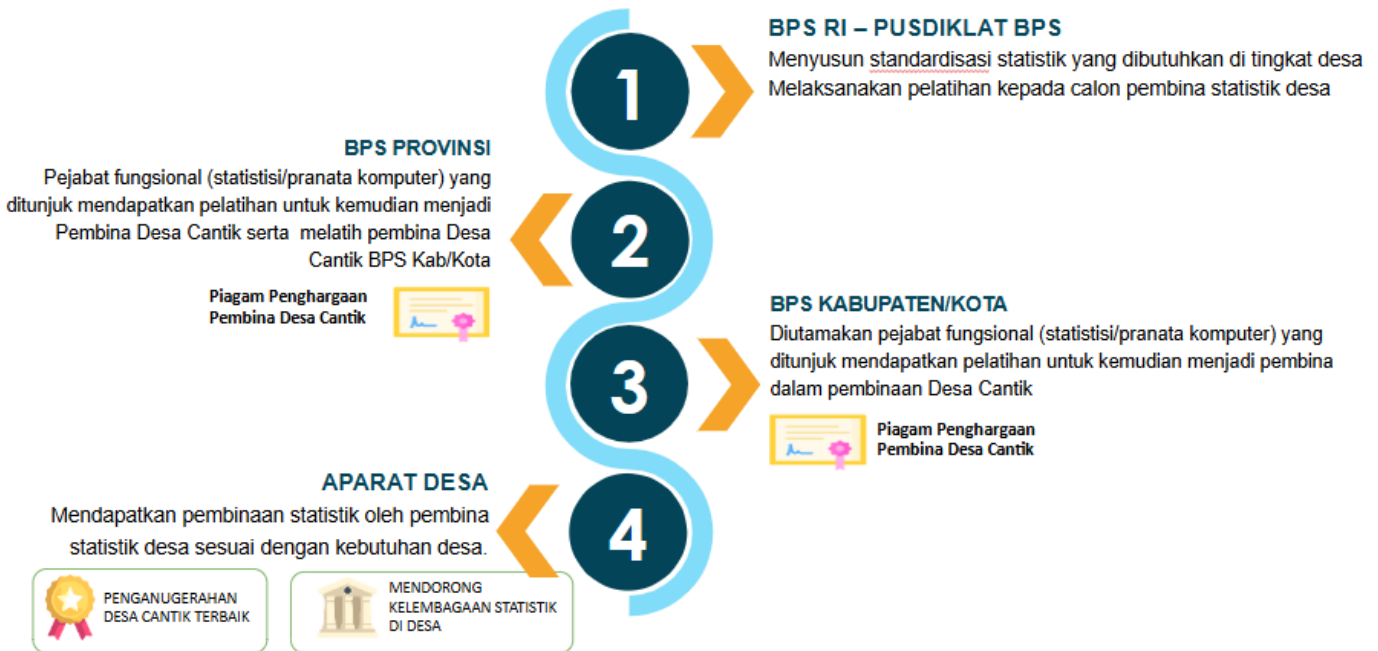 BPS RI – PUSDIKLAT BPS
Menyusun standardisasi statistik yang dibutuhkan di tingkat desa
Melaksanakan pelatihan kepada calon pembina statistik desa
1
BPS PROVINSI
Pejabat fungsional (statistisi/pranata komputer) yang
ditunjuk mendapatkan pelatihan untuk kemudian menjadi
Pembina Desa Cantik serta melatih pembina Desa
Cantik BPS Kab/Kota
Piagam Penghargaan
Pembina Desa Cantik
2
BPS KABUPATEN/KOTA
Diutamakan pejabat fungsional (statistisi/pranata komputer) yang
ditunjuk mendapatkan pelatihan untuk kemudian menjadi pembina
dalam pembinaan Desa Cantik
Piagam Penghargaan
Pembina Desa Cantik
3
APARAT DESA
Mendapatkan pembinaan statistik oleh pembina
statistik desa sesuai dengan kebutuhan desa.
4
PENGANUGERAHAN
DESA CANTIK TERBAIK
MENDORONG
KELEMBAGAAN STATISTIK
DI DESA